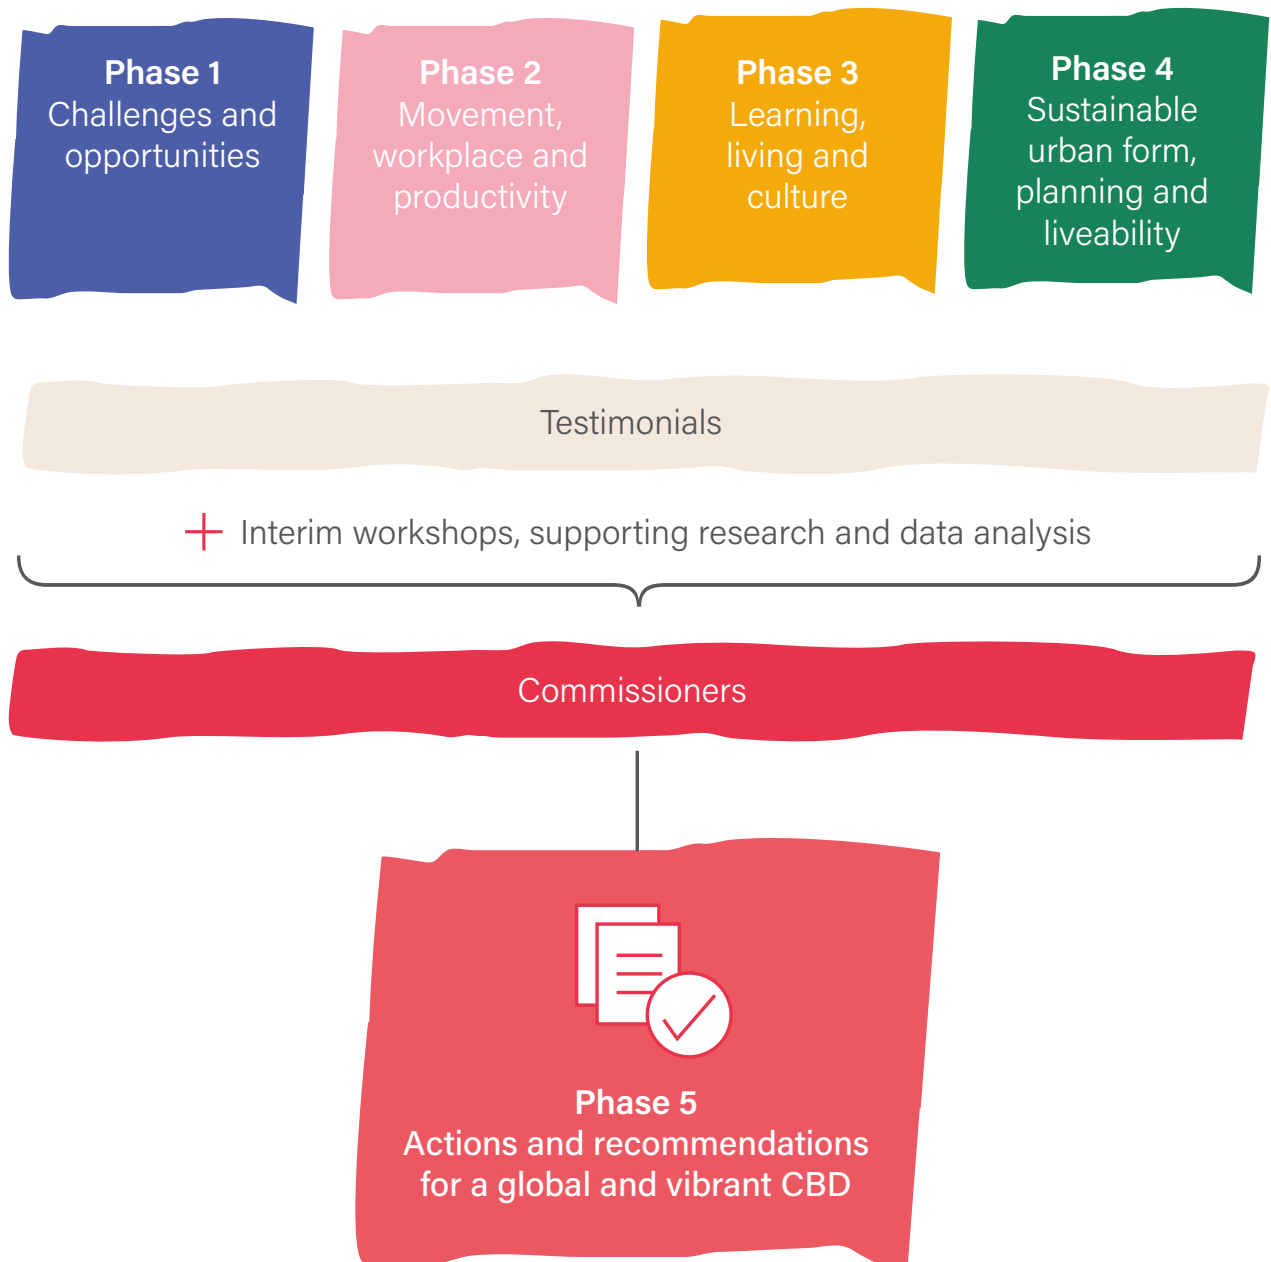 Phase 1
Challenges and
opportunities
Phase 2
Movement,
workplace and
productivity
Phase 3
Learning,
living and
culture
Phase 4
Sustainable
urban form,
planning and
liveability
Testimonials
+ Interim workshops, supporting research and data analysis
Commissioners
Phase 5
Actions and recommendations
for a global and vibrant CBD